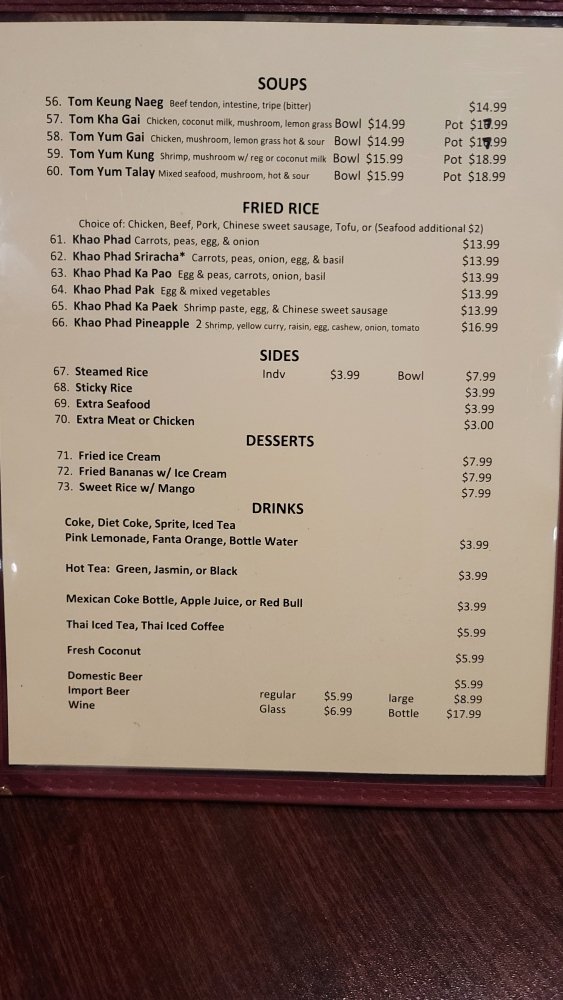 SOUPS
56. Tom Keung Naeg Beef tendon, intestine, tripe (bitter) $14.99
57. Tom Kha Gai Chicken, coconut milk, mushroom, lemon grass Bowl $14.99 Pot
58. Tom Yum Gai Chicken, mushroom, lemon grass hot & sour Bowl $14.99 Pot
59. Tom Yum Kung Shrimp, mushroom w/ reg or coconut milk Bowl $15.99 Pot $18.99
60. Tom Yum Talay Mixed seafood, mushroom, hot & sour Bowl $15.99 Pot $18.99
FRIED RICE
Choice of: Chicken, Beef, Pork, Chinese sweet sausage, Tofu, or (Seafood additional $2)
61. Khao Phad Carrots, peas, egg, & onion $13.99
62. Khao Phad Sriracha* Carrots, peas, onion, egg, & basil $13.99
63. Khao Phad Ka Pao Egg & peas, carrots, onion, basil $13.99
64. Khao Phad Pak Egg & mixed vegetables $13.99
65. Khao Phad Ka Paek Shrimp paste, egg, & Chinese sweet sausage $13.99
66. Khao Phad Pineapple 2 Shrimp, yellow curry, raisin, egg, cashew, onion, tomato $16.99
SIDES
67. Steamed Rice Indv $3.99 Bowl $7.99
68. Sticky Rice $3.99
69. Extra Seafood $3.99
70. Extra Meat or Chicken $3.00
DESSERTS
71. Fried ice Cream $7.99
72. Fried Bananas w/ Ice Cream $7.99
73. Sweet Rice w/ Mango $7.99
DRINKS
Coke, Diet Coke, Sprite, Iced Tea
Pink Lemonade, Fanta Orange, Bottle Water $3.99
Hot Tea: Green, Jasmin, or Black $3.99
Mexican Coke Bottle, Apple Juice, or Red Bull $3.99
Thai Iced Tea, Thai Iced Coffee $5.99
Fresh Coconut $5.99
Domestic Beer $5.99
Import Beer regular $5.99 large $8.99
Wine Glass $6.99 Bottle $17.99